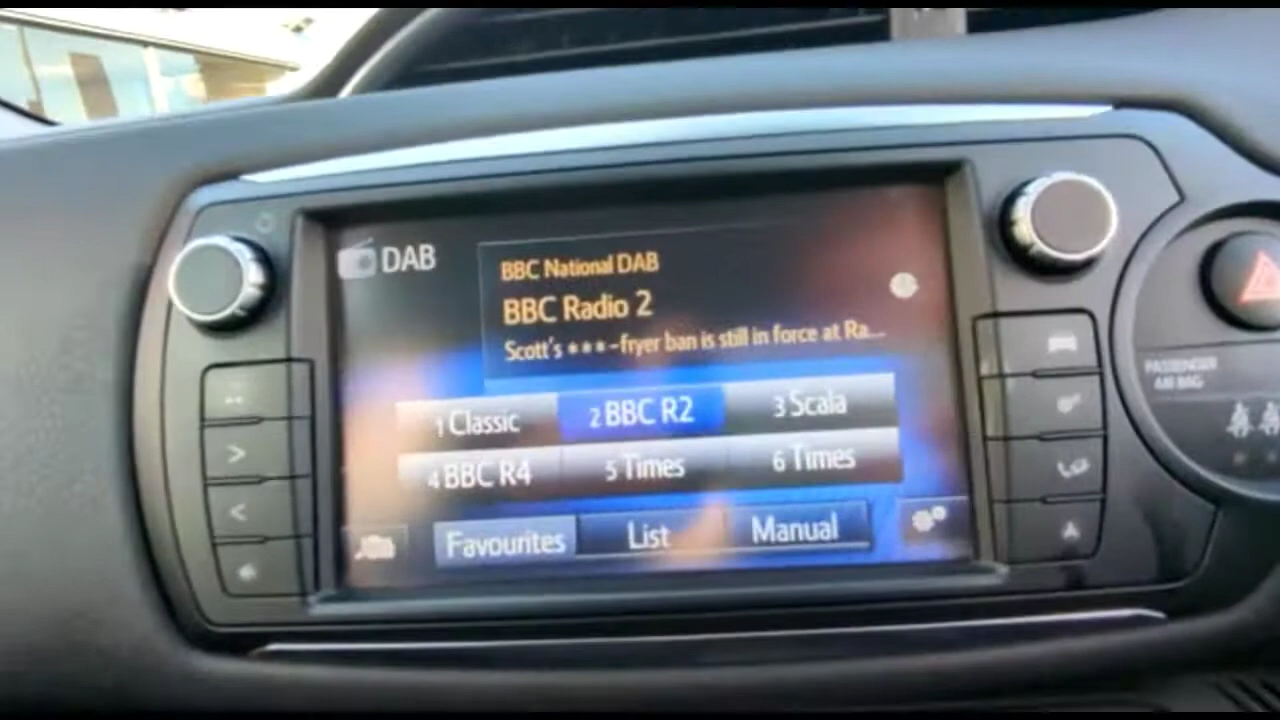 DAB
BBC National DAB
BBC Radio 2
Scott's ***-fryer ban is still in force at Ra...
1 Classic 2 BBC R2 3 Scala
4 BBC R4 5 Times 6 Times
Favourites List Manual
PASSENGER
AIR BAG